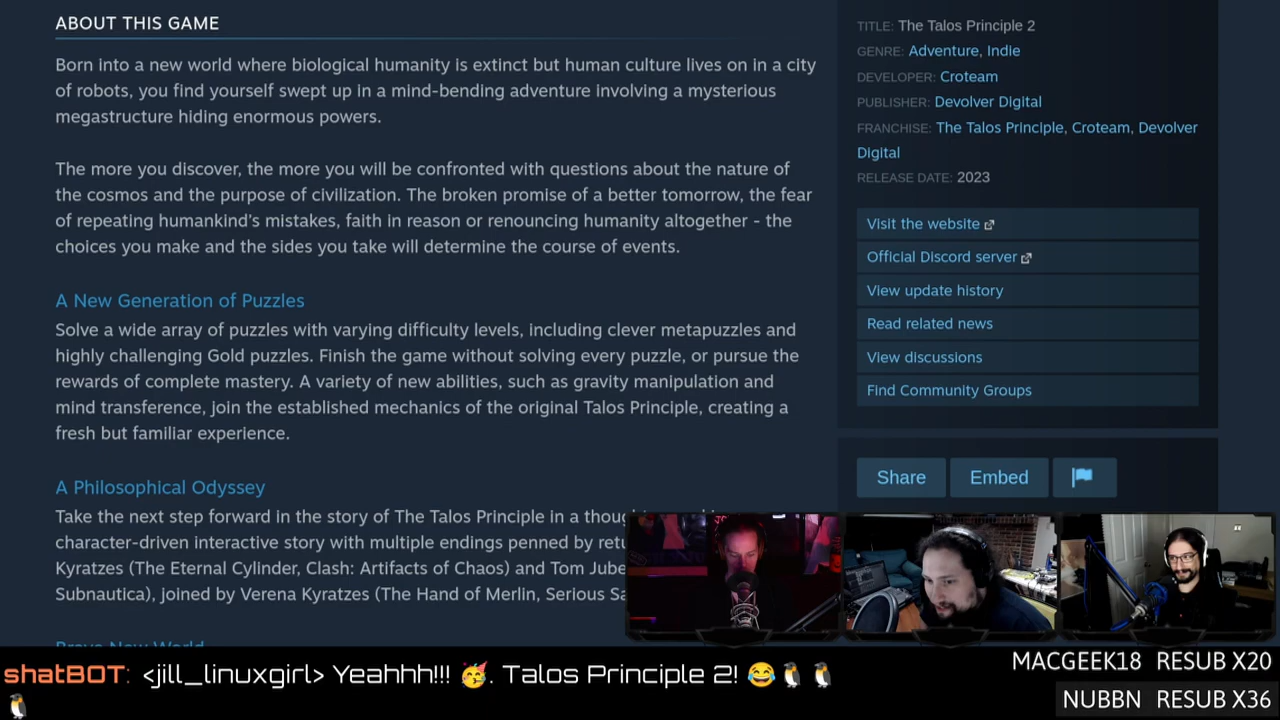 ABOUT THIS GAME
Born into a new world where biological humanity is extinct but human culture lives on in a city
of robots, you find yourself swept up in a mind-bending adventure involving a mysterious
megastructure hiding enormous powers.
The more you discover, the more you will be confronted with questions about the nature of
the cosmos and the purpose of civilization. The broken promise of a better tomorrow, the fear
of repeating humankind's mistakes, faith in reason or renouncing humanity altogether - the
choices you make and the sides you take will determine the course of events.
A New Generation of Puzzles
Solve a wide array of puzzles with varying difficulty levels, including clever metapuzzles and
highly challenging Gold puzzles. Finish the game without solving every puzzle, or pursue the
rewards of complete mastery. A variety of new abilities, such as gravity manipulation and
mind transference, join the established mechanics of the original Talos Principle, creating a
fresh but familiar experience.
A Philosophical Odyssey
Take the next step forward in the story of The Talos Principle in a
character-driven interactive story with multiple endings penned by
Kyratzes (The Eternal Cylinder, Clash: Artifacts of Chaos) and Tom
Subnautica), joined by Verena Kyratzes (The Hand of Merlin, Serious
TITLE: The Talos Principle 2
GENRE: Adventure, Indie
DEVELOPER: Croteam
PUBLISHER: Devolver Digital
FRANCHISE: The Talos Principle, Croteam, Devolver
Digital
RELEASE DATE: 2023
Visit the website
Official Discord server
View update history
Read related news
View discussions
Find Community Groups
Share Embed
shatBOT: <jill_linuxgirl> Yeahhh!!! 🥳. Talos Principle 2! 😂🐧🐧
🐧
MACGEEK18 RESUB X20
NUBBN RESUB X36